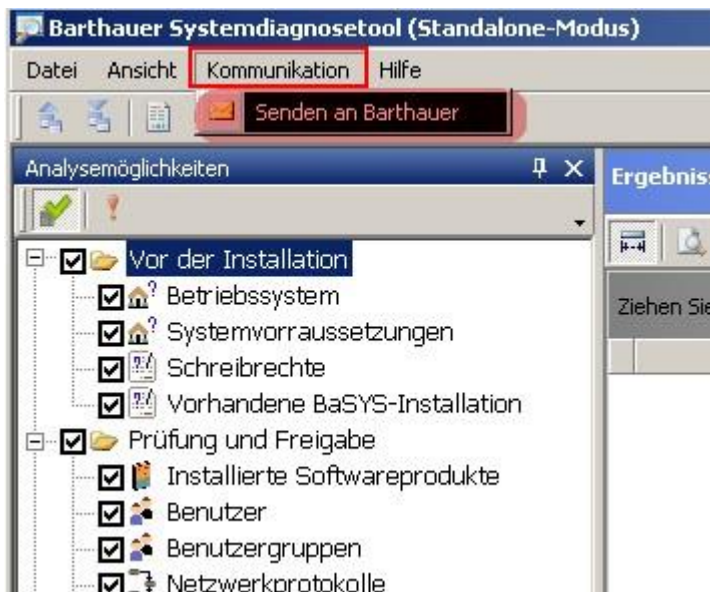 Barthauer Systemdiagnosetool (Standalone-Modus)
Datei Ansicht Kommunikation Hilfe
Senden an Barthauer
Analysemöglichkeiten
Vor der Installation
Betriebssystem
Systemvorraussetzungen
Schreibrechte
Vorhandene BaSYS-Installation
Prüfung und Freigabe
Installierte Softwareprodukte
Benutzer
Benutzergruppen
Netzwerkprotokolle
Ergebniss
Ziehen Sie